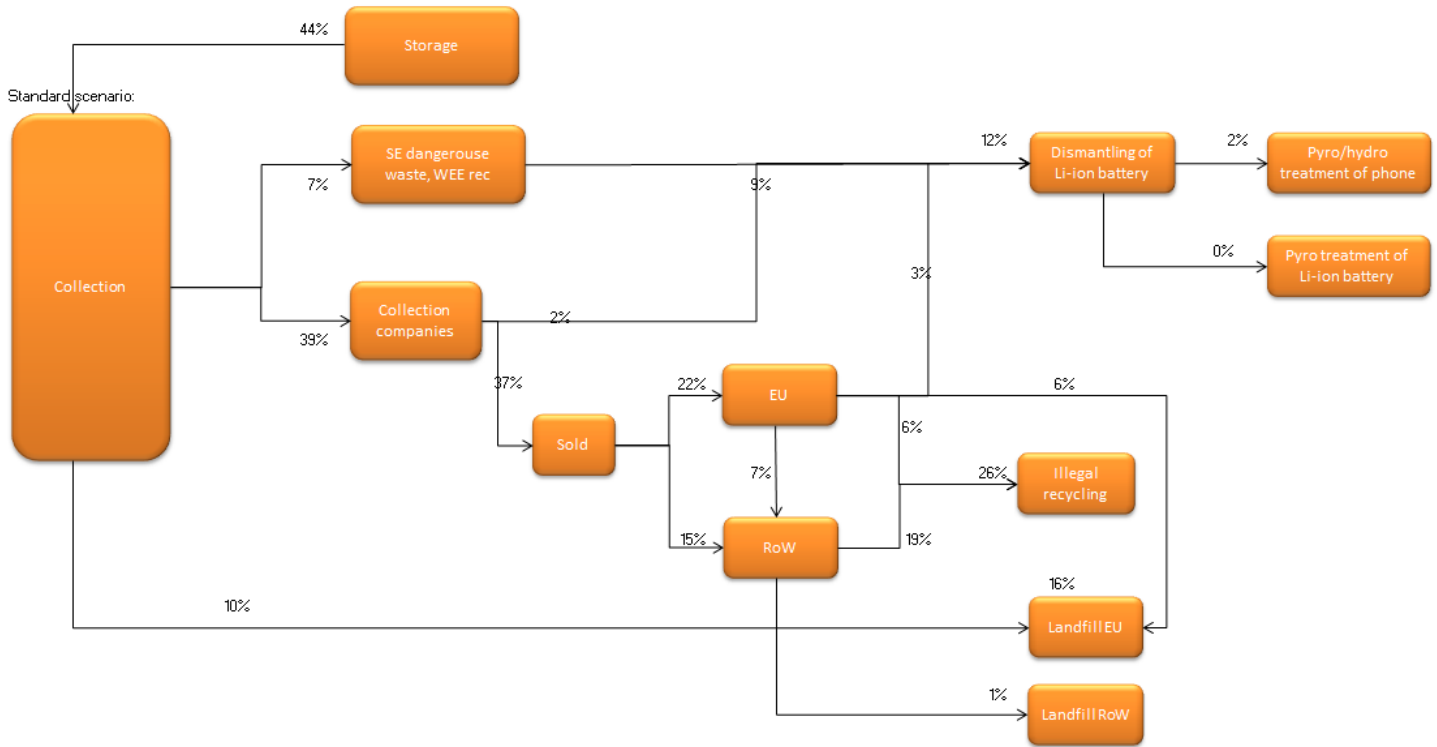 44%
Storage
Standard scenario:
SE dangerouse
waste, WEE rec
7%
9%
12%
Dismantling of
Li-ion battery
2%
Pyro/hydro
treatment of phone
0%
Pyro treatment of
Li-ion battery
Collection
3%
39%
Collection
companies
2%
37%
22%
EU
6%
6%
Sold
7%
26%
Illegal
recycling
15%
RoW
19%
16%
10%
Landfill EU
1%
Landfill RoW